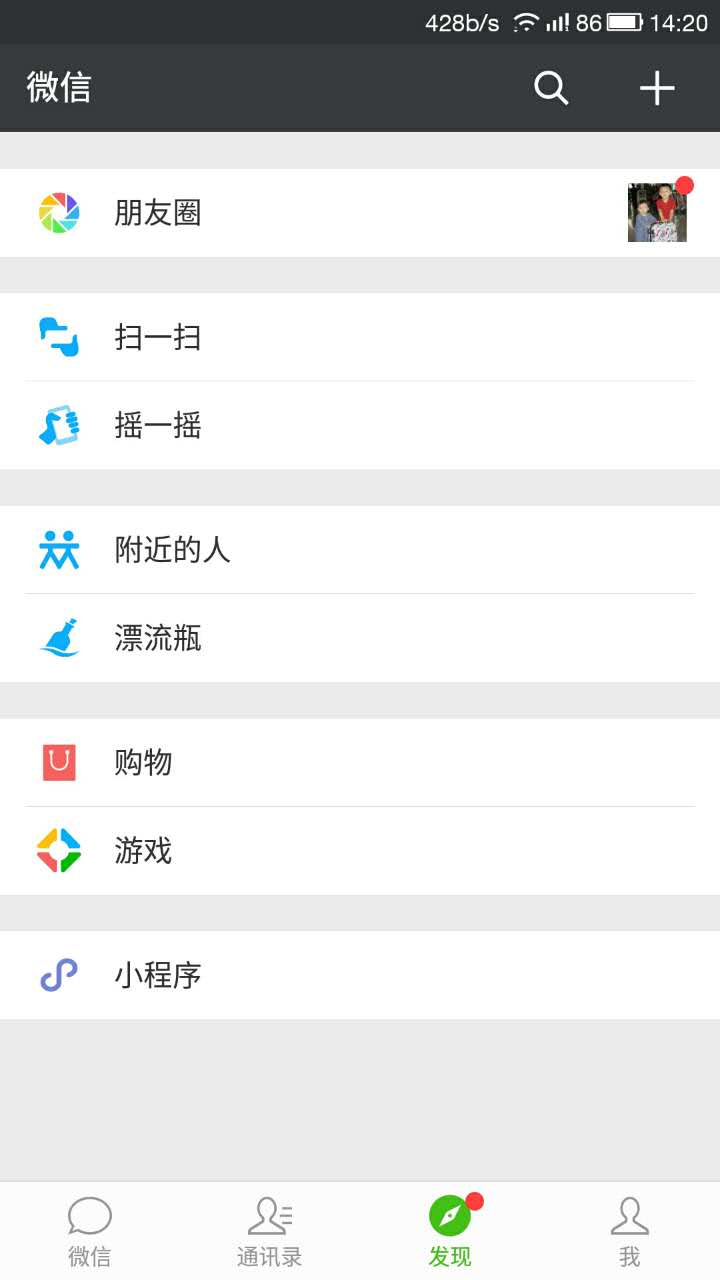 428b/s 86 14:20
微信
朋友圈
扫一扫
摇一摇
附近的人
漂流瓶
购物
游戏
小程序
微信 通讯录 发现 我